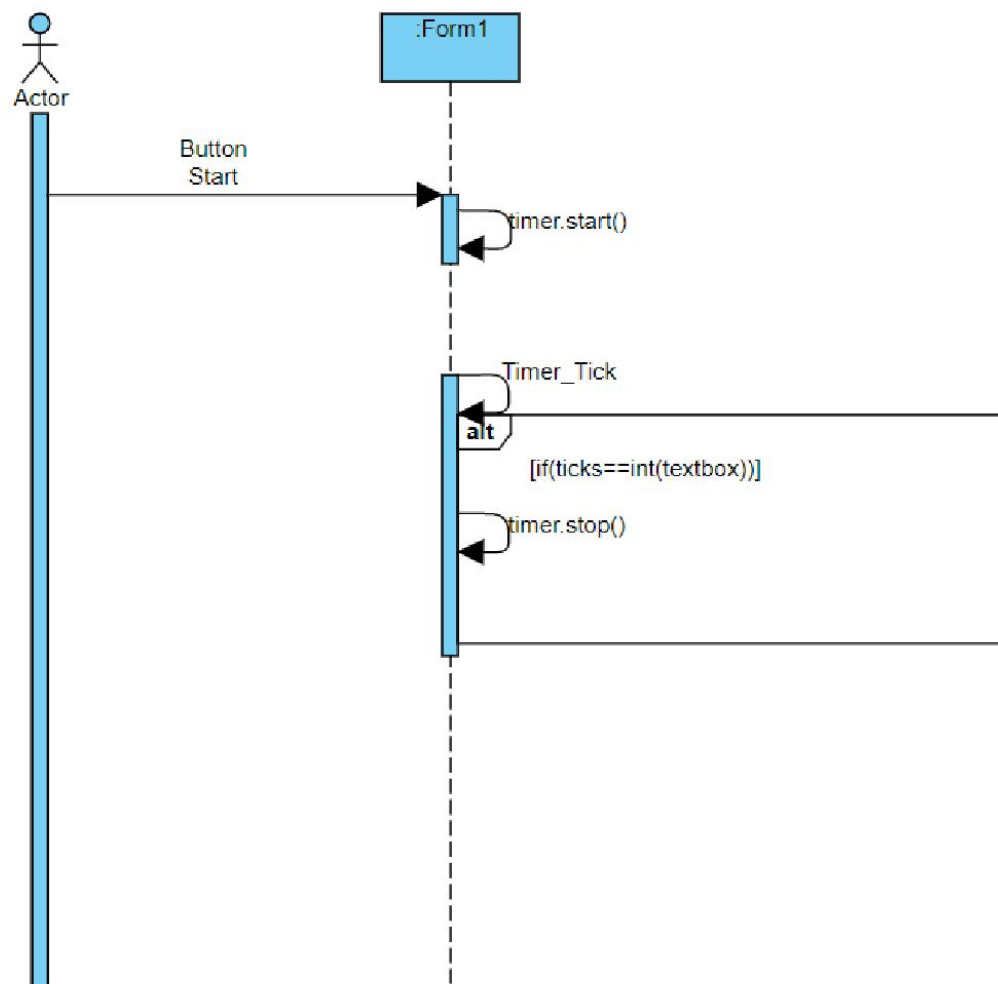 :Form1
Actor
Button
Start
timer.start()
Timer_Tick
alt
[if(ticks==int(textbox))]
timer.stop()